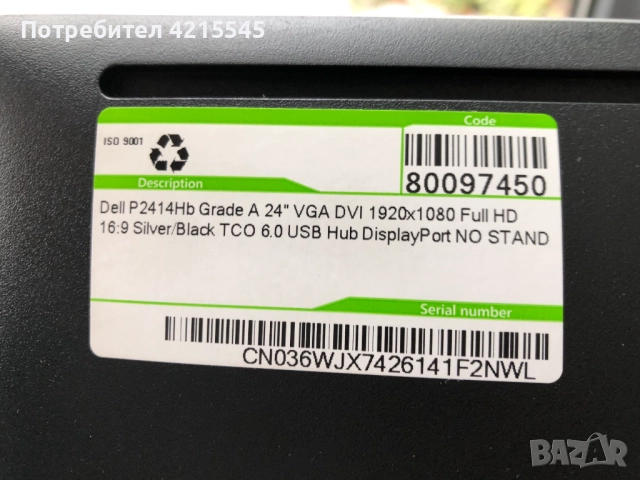 Потребител 4215545
Code
ISO 9001
80097450
Description
Dell P2414Hb Grade A 24" VGA DVI 1920x1080 Full HD
16:9 Silver/Black TCO 6.0 USB Hub DisplayPort NO STAND
Serial number
CN036WJX7426141F2NWL
BAZAR